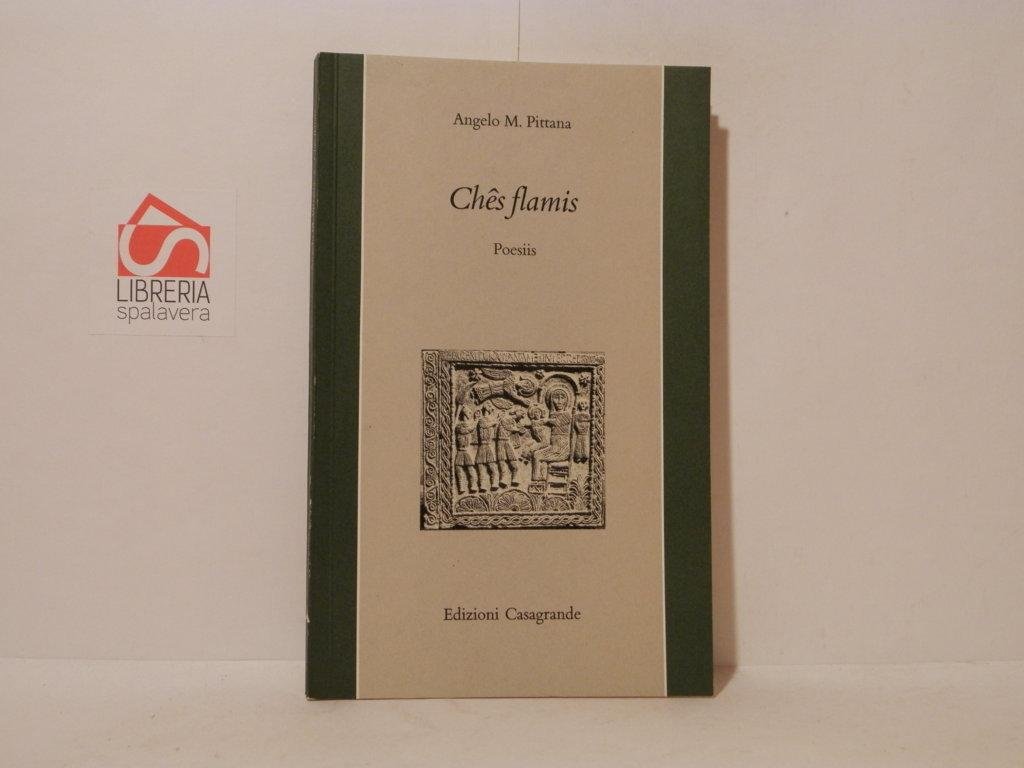 Angelo M. Pittana
Chês flamis
Poesiis
Edizioni Casagrande
LIBRERIA
spalavera